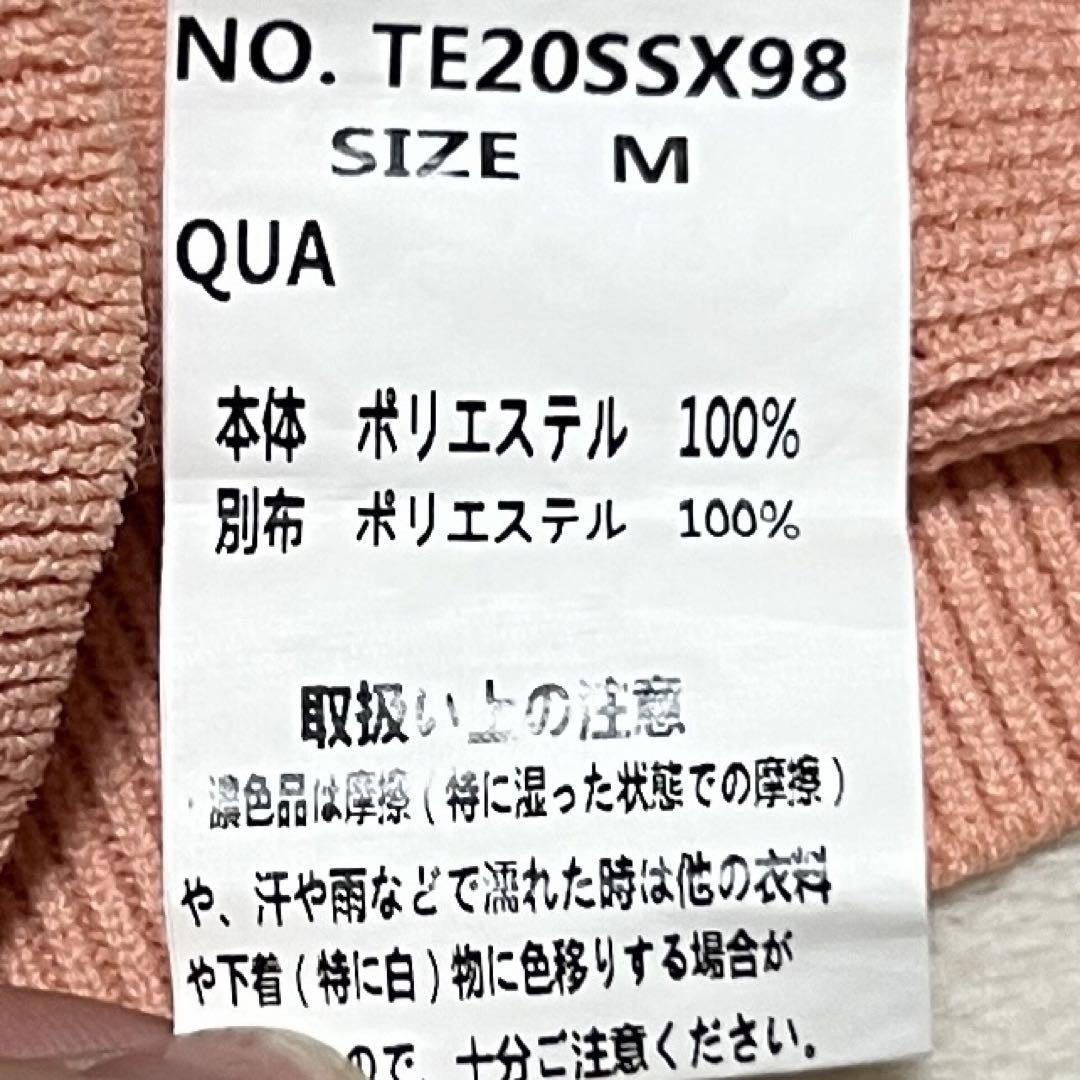 NO. TE20SSX98
SIZE M
QUA
本体 ポリエステル 100%
別布 ポリエステル 100%
取扱い上の注意
・濃色品は摩擦(特に湿った状態での摩擦)
や、汗や雨などで濡れた時は他の衣料
や下着(特に白)物に色移りする場合が
ので、十分ご注意ください。